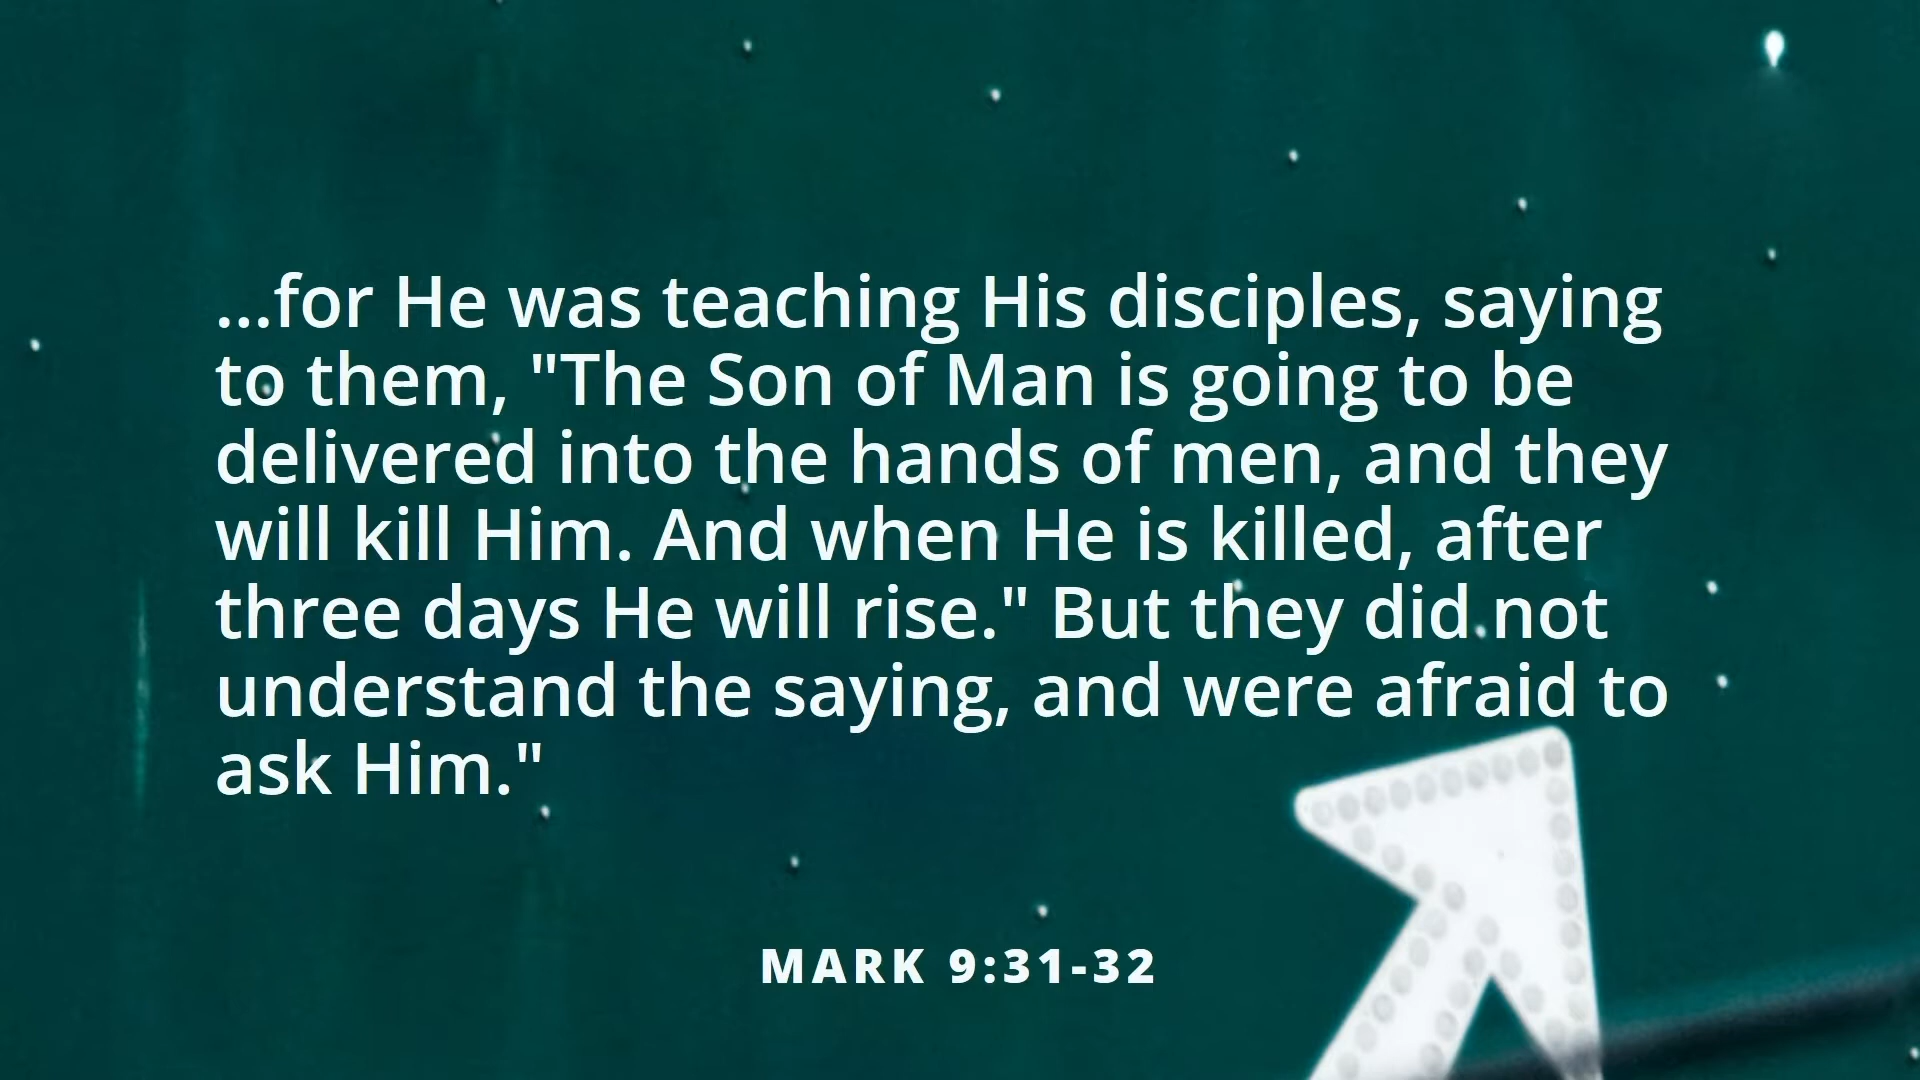 ...for He was teaching His disciples, saying
to them, "The Son of Man is going to be
delivered into the hands of men, and they
will kill Him. And when He is killed, after
three days He will rise." But they did not
understand the saying, and were afraid to
ask Him."
MARK 9:31-32